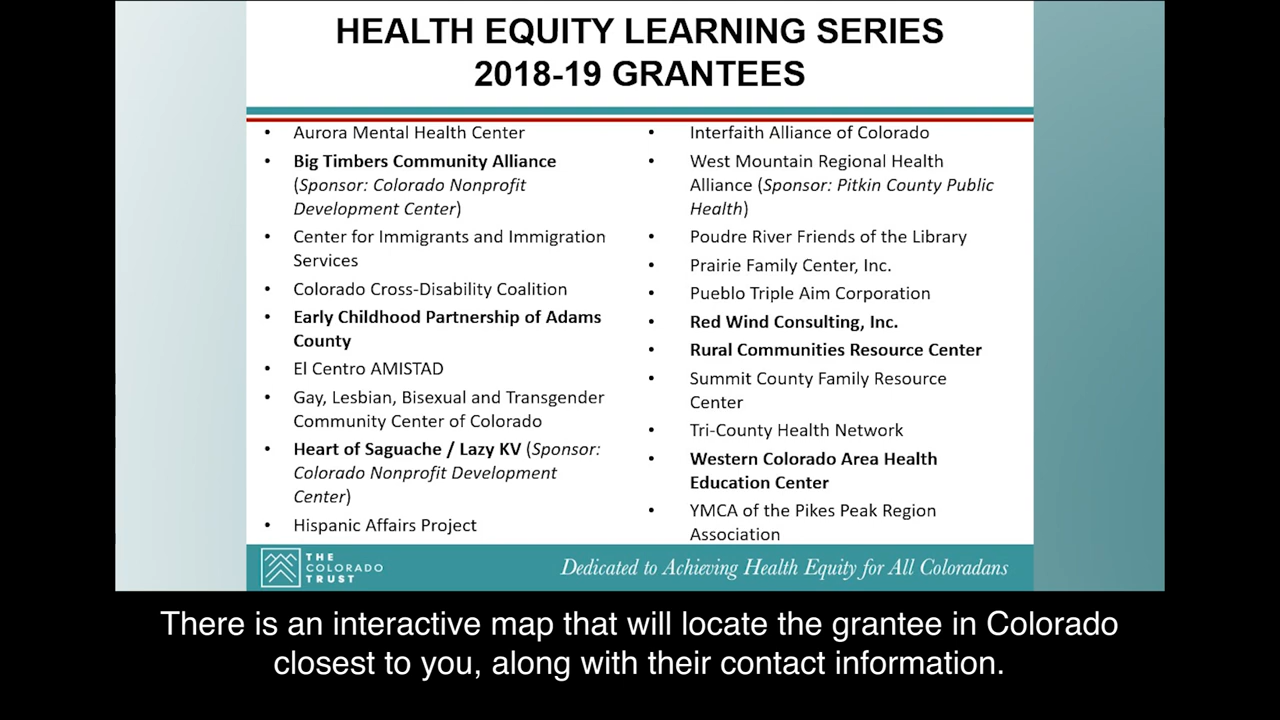 HEALTH EQUITY LEARNING SERIES
2018-19 GRANTEES
• Aurora Mental Health Center
• Big Timbers Community Alliance
(Sponsor: Colorado Nonprofit
Development Center)
• Center for Immigrants and Immigration
Services
• Colorado Cross-Disability Coalition
• Early Childhood Partnership of Adams
County
• El Centro AMISTAD
• Gay, Lesbian, Bisexual and Transgender
Community Center of Colorado
• Heart of Saguache / Lazy KV (Sponsor:
Colorado Nonprofit Development
Center)
• Hispanic Affairs Project
• Interfaith Alliance of Colorado
• West Mountain Regional Health
Alliance (Sponsor: Pitkin County Public
Health)
• Poudre River Friends of the Library
• Prairie Family Center, Inc.
• Pueblo Triple Aim Corporation
• Red Wind Consulting, Inc.
• Rural Communities Resource Center
• Summit County Family Resource
Center
• Tri-County Health Network
• Western Colorado Area Health
Education Center
• YMCA of the Pikes Peak Region
Association
THE
COLORADO
TRUST
Dedicated to Achieving Health Equity for All Coloradans
There is an interactive map that will locate the grantee in Colorado
closest to you, along with their contact information.